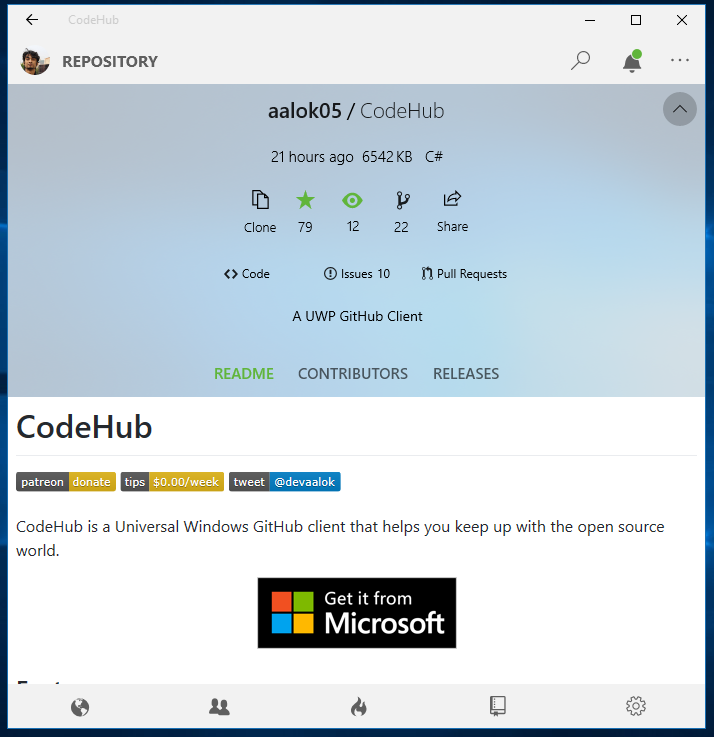 CodeHub
REPOSITORY
aalok05 / CodeHub
21 hours ago 6542 KB C#
Clone 79 12 22 Share
Code Issues 10 Pull Requests
A UWP GitHub Client
README CONTRIBUTORS RELEASES
CodeHub
patreon donate tips $0.00/week tweet @devaalok
CodeHub is a Universal Windows GitHub client that helps you keep up with the open source
world.
Get it from
Microsoft